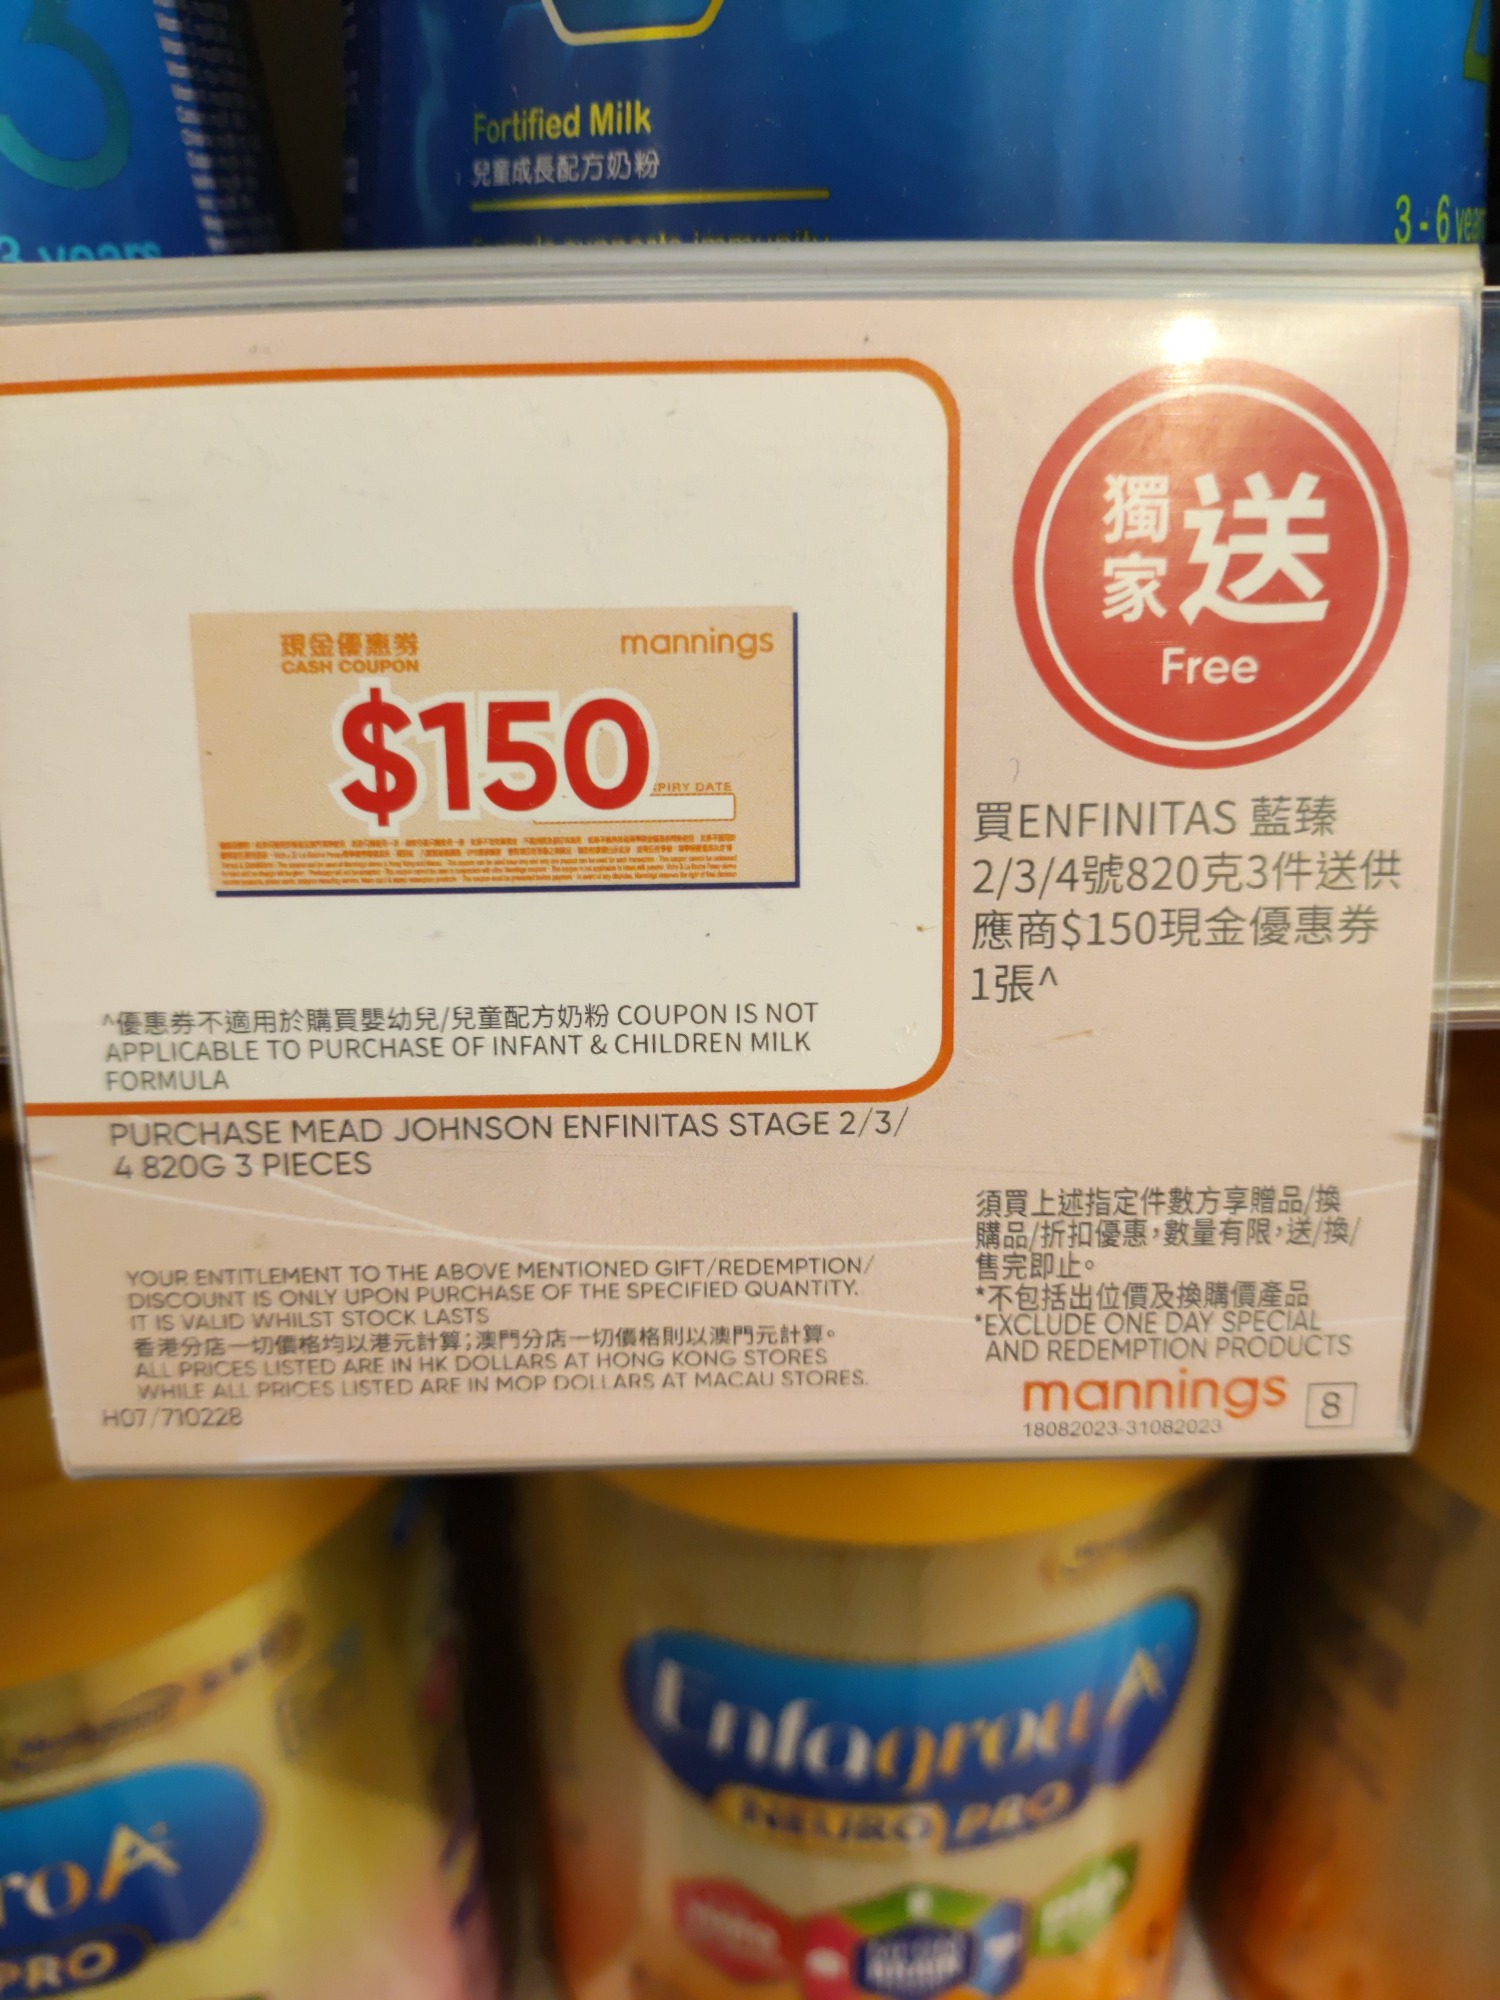 Fortified Milk
兒童成長配方奶粉
3 - 6
獨家送
Free
現金優惠券
CASH COUPON
mannings
$150
PIRY DATE
買ENFINITAS 藍臻
2/3/4號820克3件送供
應商$150現金優惠券
1張^
^優惠券不適用於購買嬰幼兒/兒童配方奶粉 COUPON IS NOT
APPLICABLE TO PURCHASE OF INFANT & CHILDREN MILK
FORMULA
PURCHASE MEAD JOHNSON ENFINITAS STAGE 2/3/
4 820G 3 PIECES
須買上述指定件數方享贈品/換
購品/折扣優惠，數量有限，送/換/
售完即止。
*不包括出位價及換購價產品
*EXCLUDE ONE DAY SPECIAL
AND REDEMPTION PRODUCTS
YOUR ENTITLEMENT TO THE ABOVE MENTIONED GIFT/REDEMPTION/
DISCOUNT IS ONLY UPON PURCHASE OF THE SPECIFIED QUANTITY.
IT IS VALID WHILST STOCK LASTS
香港分店一切價格均以港元計算；澳門分店一切價格則以澳門元計算。
ALL PRICES LISTED ARE IN HK DOLLARS AT HONG KONG STORES
WHILE ALL PRICES LISTED ARE IN MOP DOLLARS AT MACAU STORES.
H07/710228
mannings
18082023-31082023
8
Enfagrow A+
NEURO PRO
PRO